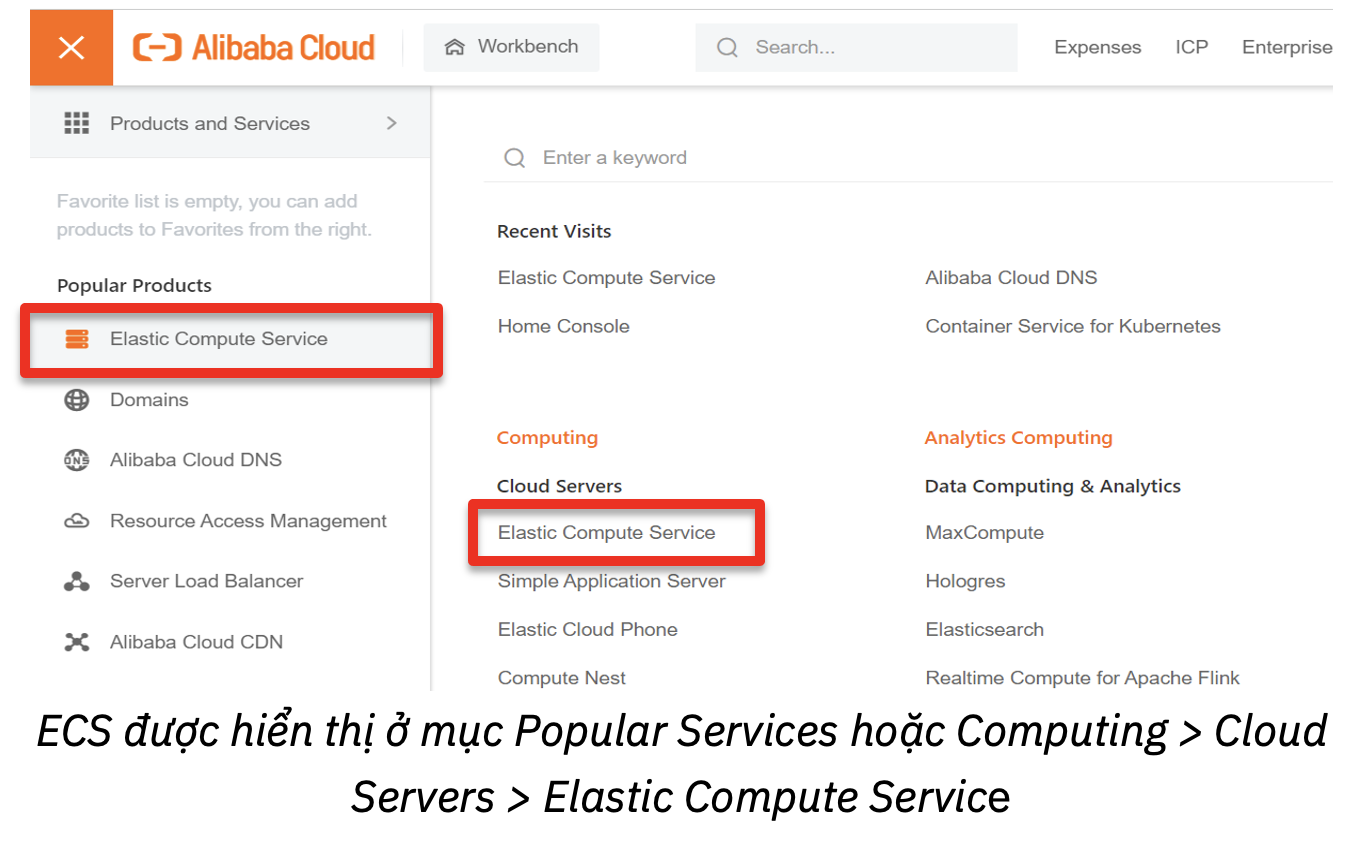 Alibaba Cloud
Workbench
Search...
Expenses
ICP
Enterprise
Products and Services
Favorite list is empty, you can add
products to Favorites from the right.
Popular Products
Elastic Compute Service
Domains
DNS
Alibaba Cloud DNS
Resource Access Management
Server Load Balancer
Alibaba Cloud CDN
Enter a keyword
Recent Visits
Elastic Compute Service
Alibaba Cloud DNS
Home Console
Container Service for Kubernetes
Computing
Cloud Servers
Elastic Compute Service
Simple Application Server
Elastic Cloud Phone
Compute Nest
Analytics Computing
Data Computing & Analytics
MaxCompute
Hologres
Elasticsearch
Realtime Compute for Apache Flink
ECS được hiển thị ở mục Popular Services hoặc Computing > Cloud
Servers > Elastic Compute Service